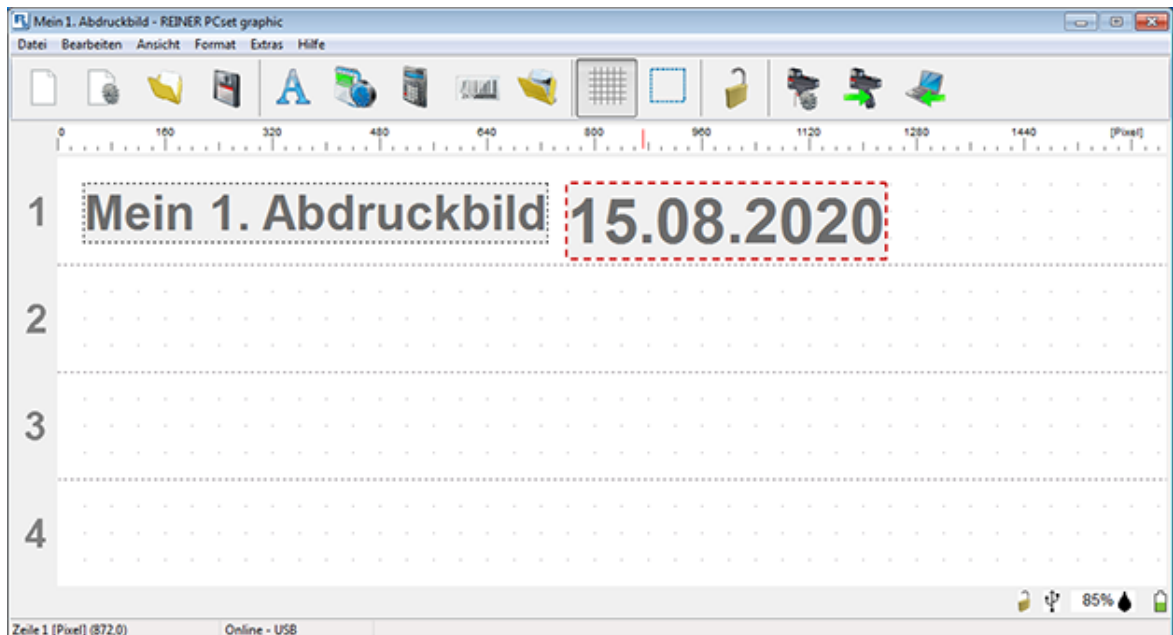 Mein 1. Abdruckbild - REINER PCset graphic
Datei Bearbeiten Ansicht Format Extras Hilfe
0 160 320 480 640 800 960 1120 1280 1440 [Pixel]
1 Mein 1. Abdruckbild 15.08.2020
2
3
4
85%
Zeile 1 [Pixel] (872,0) Online - USB